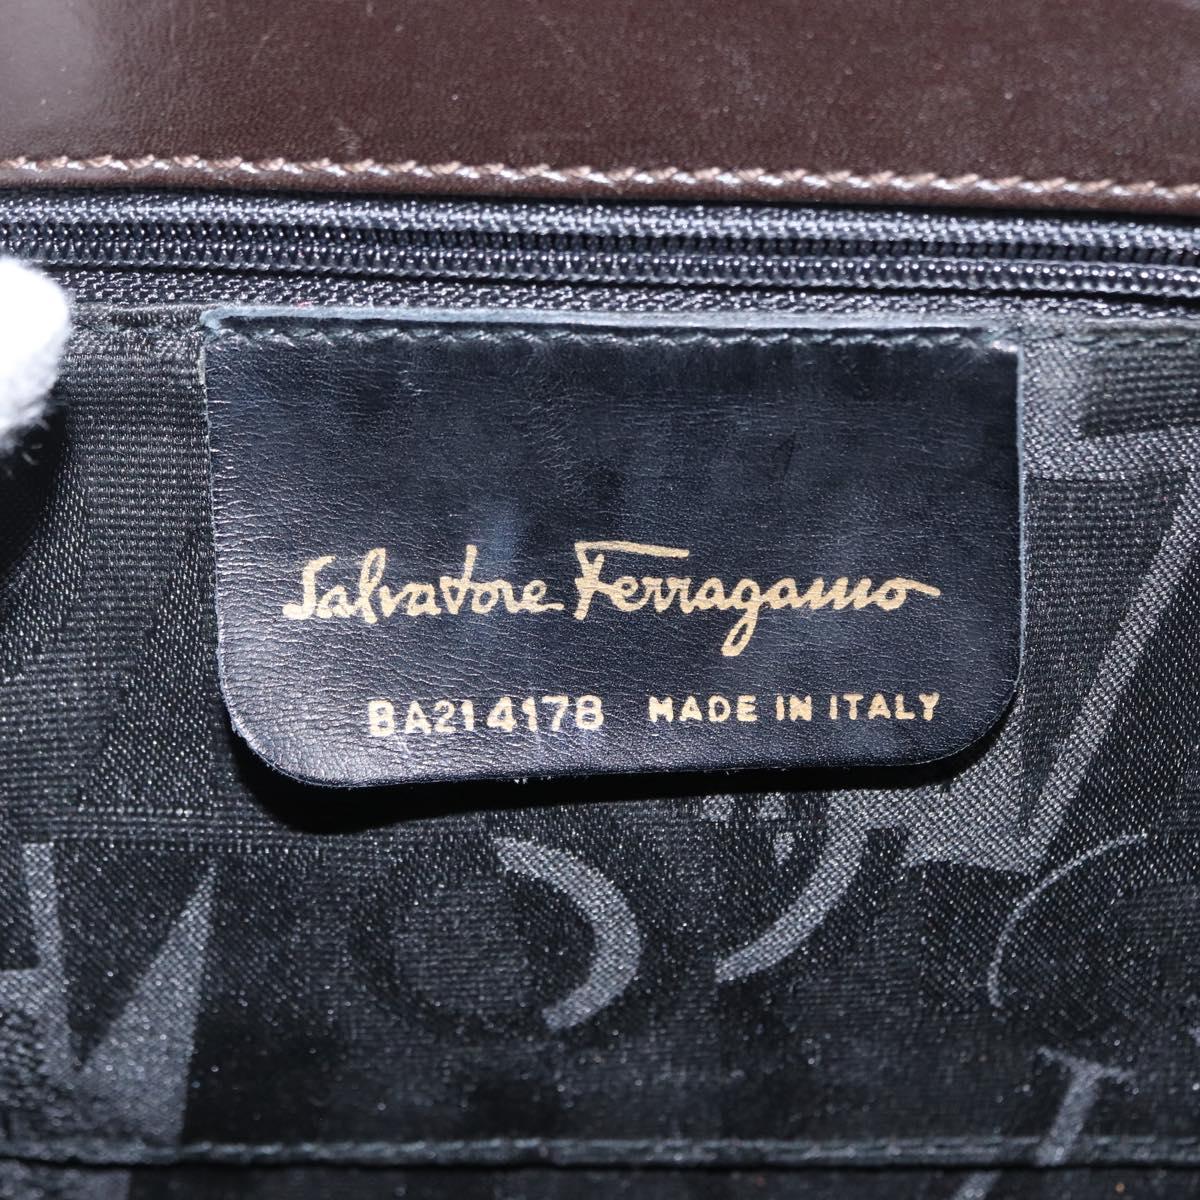 Salvatore Ferragamo
BA214178 MADE IN ITALY